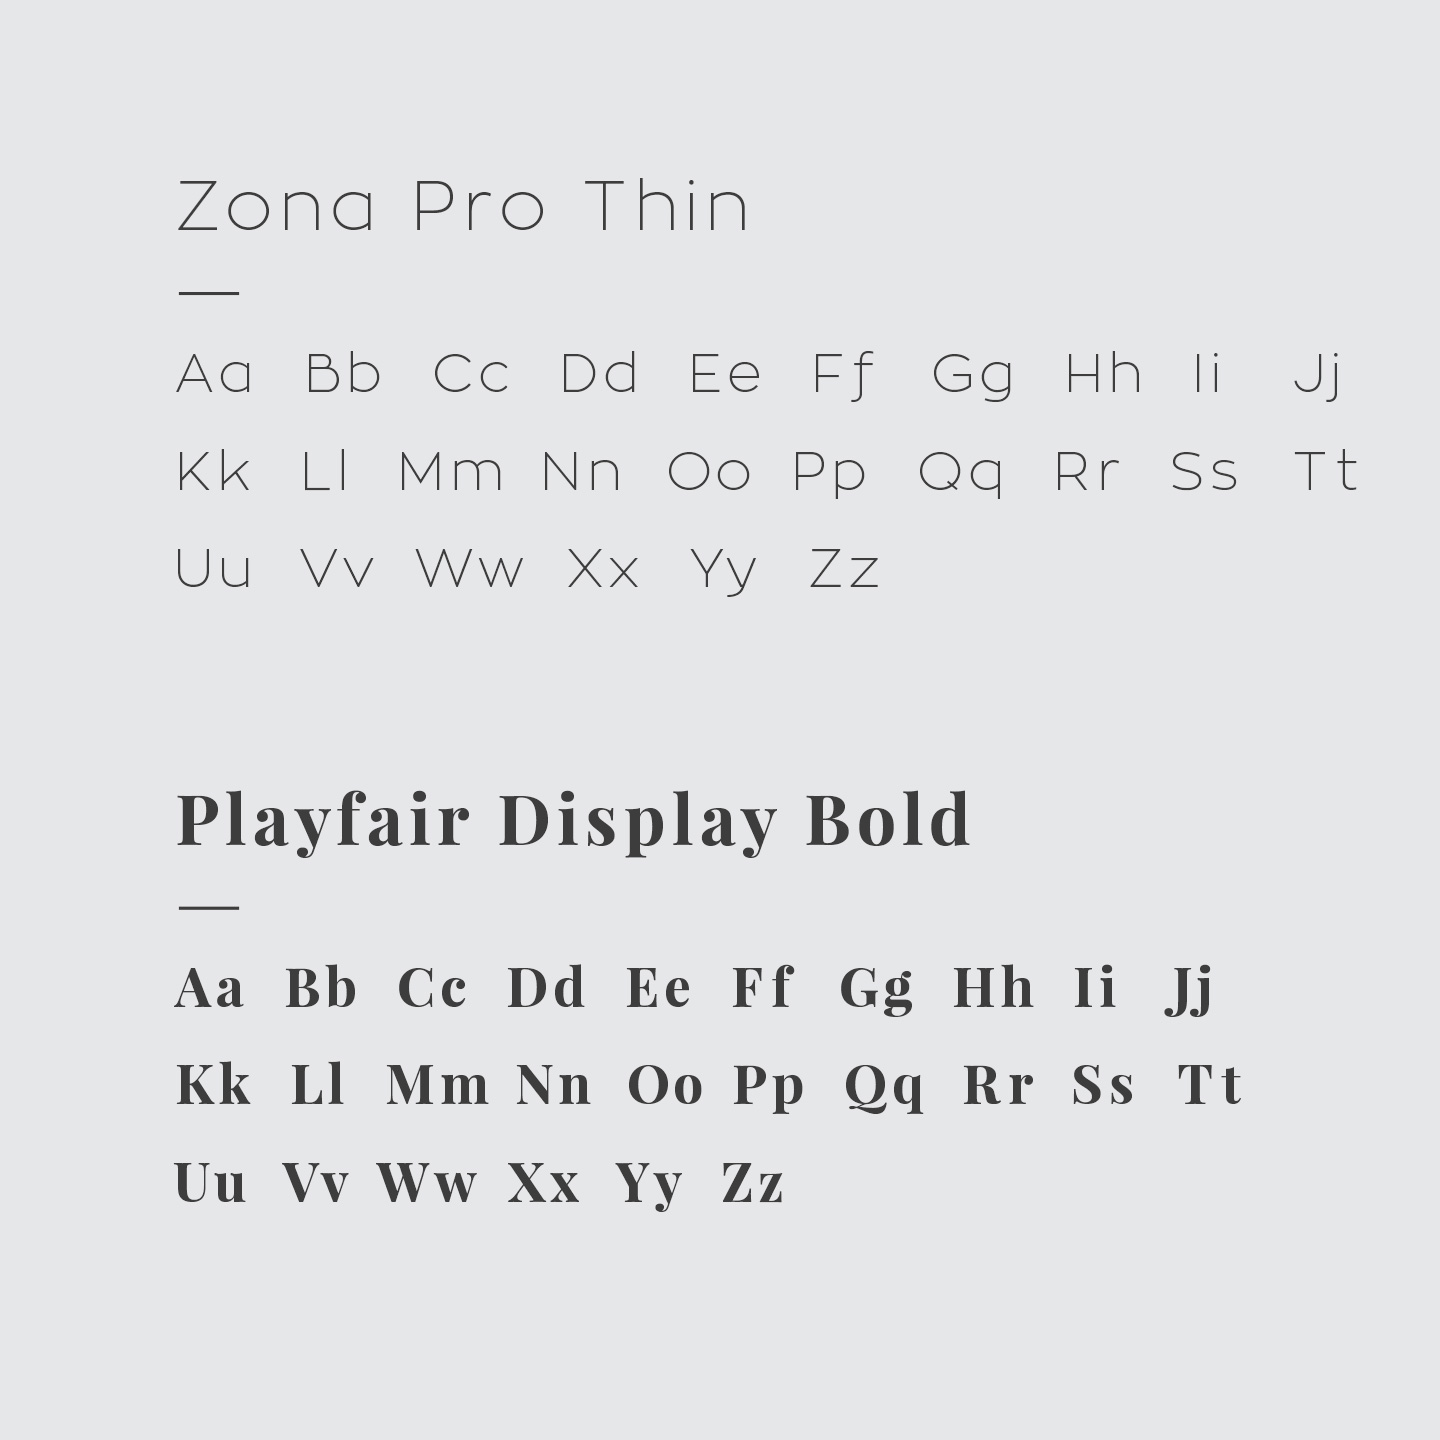 Zona Pro Thin
Aa Bb Cc Dd Ee Ff Gg Hh Ii Jj
Kk Ll Mm Nn Oo Pp Qq Rr Ss Tt
Uu Vv Ww Xx Yy Zz
Playfair Display Bold
Aa Bb Cc Dd Ee Ff Gg Hh Ii Jj
Kk Ll Mm Nn Oo Pp Qq Rr Ss Tt
Uu Vv Ww Xx Yy Zz